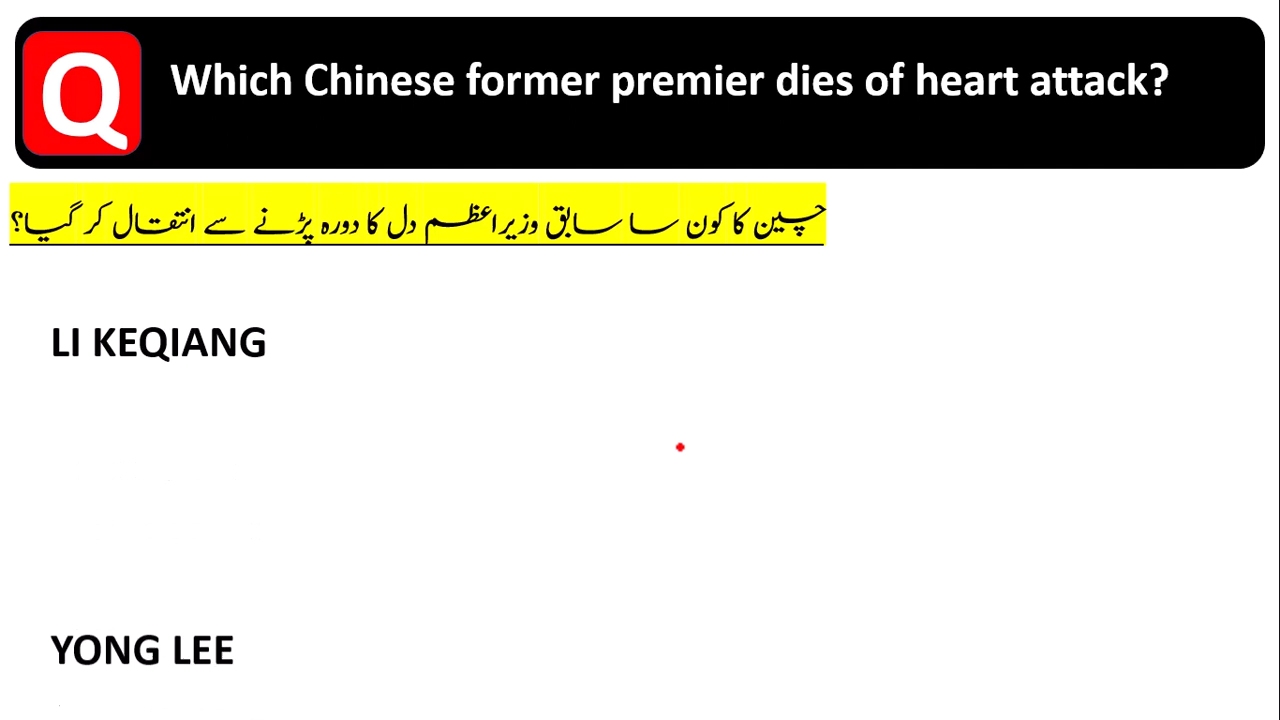 Q
Which Chinese former premier dies of heart attack?
چین کا کون سا سابق وزیراعظم دل کا دورہ پڑنے سے انتقال کر گیا؟
LI KEQIANG
YONG LEE